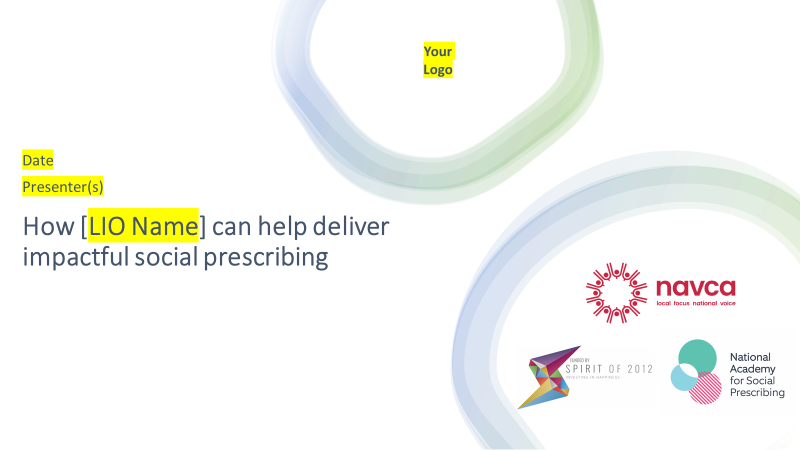 Your
Logo
Date
Presenter(s)
How [LIO Name] can help deliver
impactful social prescribing
navca
local focus national voice
FUNDED BY
SPIRIT OF 2012
INVESTING IN HAPPINESS
National
Academy
for Social
Prescribing